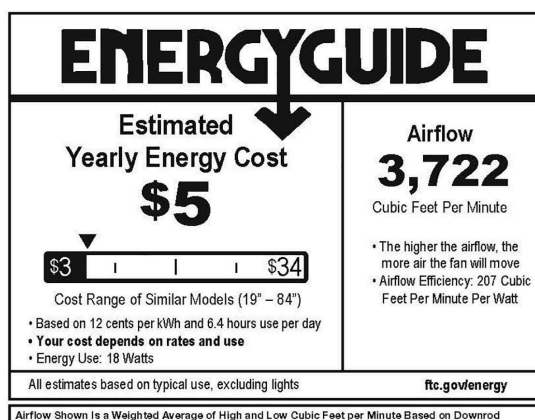 ENERGYGUIDE
Estimated
Yearly Energy Cost
$5
$3
$34
Cost Range of Similar Models (19” – 84”)
• Based on 12 cents per kWh and 6.4 hours use per day
• Your cost depends on rates and use
• Energy Use: 18 Watts
Airflow
3,722
Cubic Feet Per Minute
• The higher the airflow, the
more air the fan will move
• Airflow Efficiency: 207 Cubic
Feet Per Minute Per Watt
All estimates based on typical use, excluding lights
ftc.gov/energy
Airflow Shown Is a Weighted Average of High and Low Cubic Feet per Minute Based on Downrod